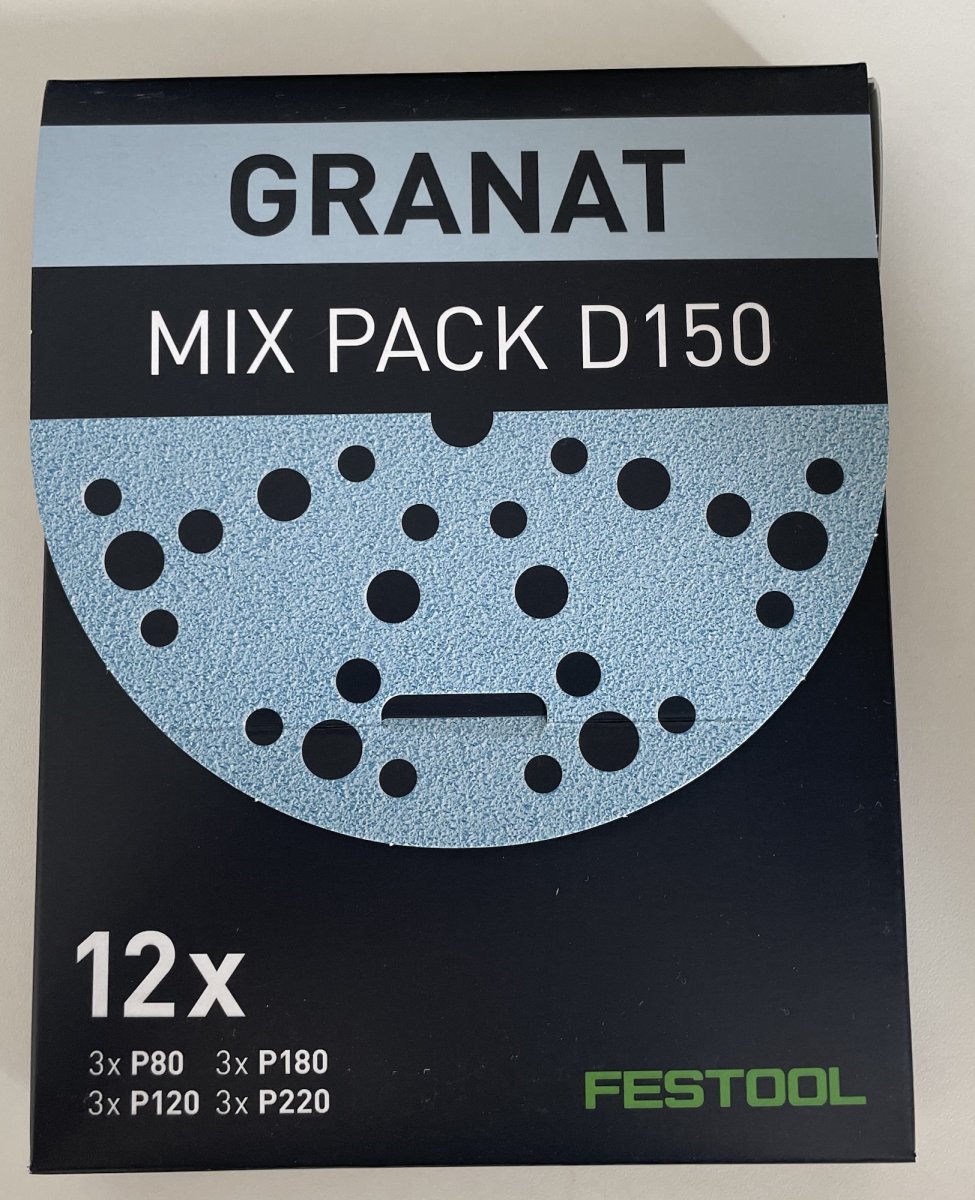 GRANAT
MIX PACK D150
12x
3x P80 3x P180
3x P120 3x P220
FESTOOL